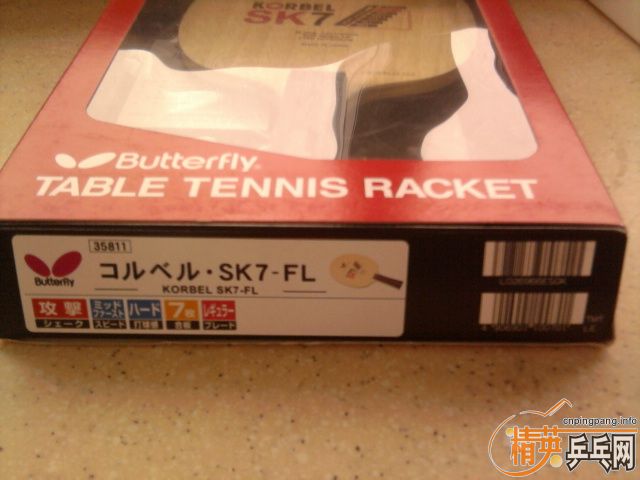 KORBEL
SK7
Butterfly
TABLE TENNIS RACKET
35811
Butterfly
コルベル・SK7-FL
KORBEL SK7-FL
攻撃 ミッドファースト ハード 7枚 レギュラー
シェーク スピード 打球感 合板 ブレード
cnpingpang.info
精英乒乓网